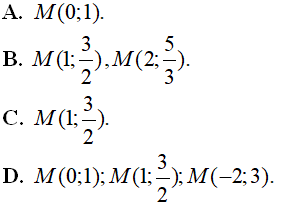 A. M(0;1).
B. M(1;3/2),M(2;5/3).
C. M(1;3/2).
D. M(0;1);M(1;3/2);M(−2;3).